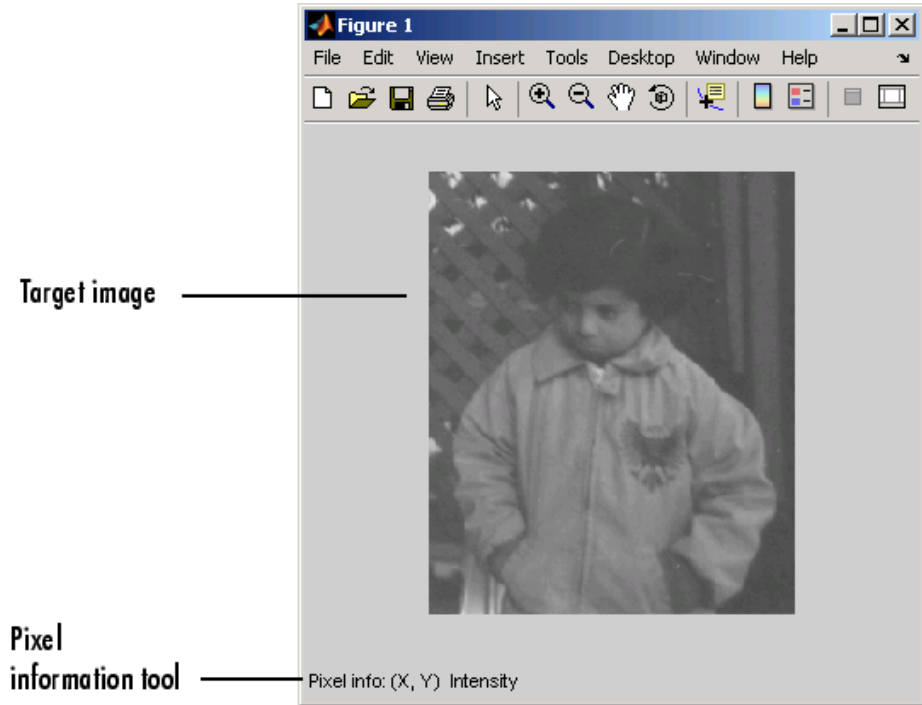 Figure 1
File Edit View Insert Tools Desktop Window Help
Target image
Pixel
information tool
Pixel info: (X, Y) Intensity